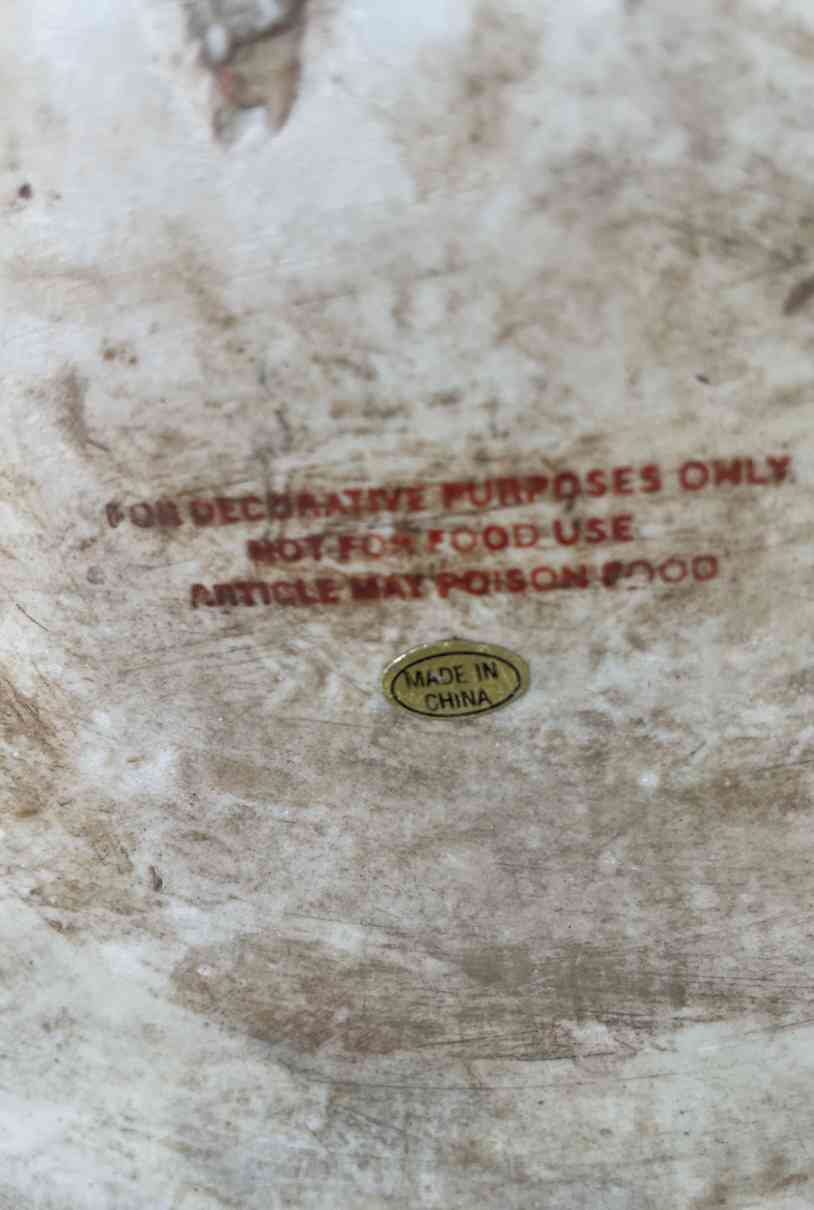 FOR DECORATIVE PURPOSES ONLY.
NOT FOR FOOD USE
ARTICLE MAY POISON FOOD
MADE IN
CHINA